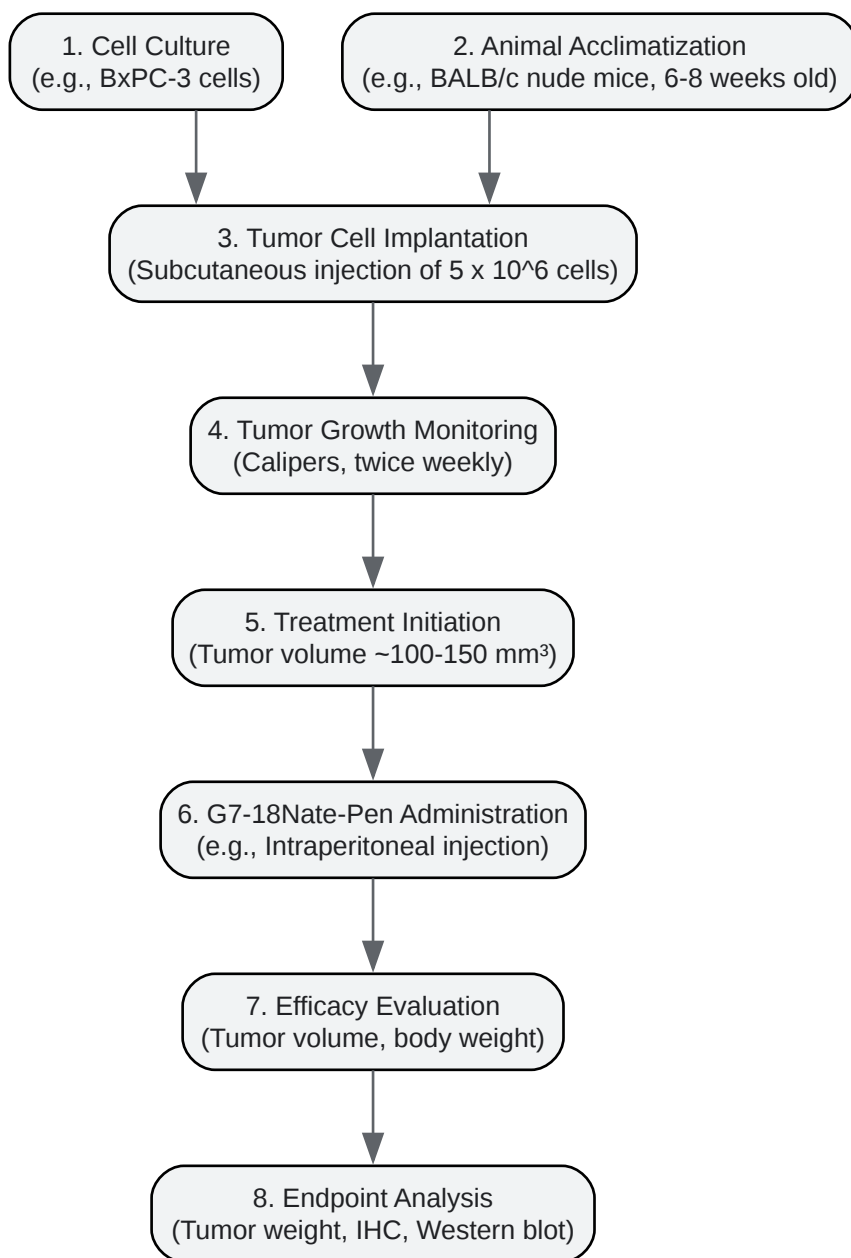 1. Cell Culture
(e.g., BxPC-3 cells)
2. Animal Acclimatization
(e.g., BALB/c nude mice, 6-8 weeks old)
3. Tumor Cell Implantation
(Subcutaneous injection of 5 x 10^6 cells)
4. Tumor Growth Monitoring
(Calipers, twice weekly)
5. Treatment Initiation
(Tumor volume ~100-150 mm³)
6. G7-18Nate-Pen Administration
(e.g., Intraperitoneal injection)
7. Efficacy Evaluation
(Tumor volume, body weight)
8. Endpoint Analysis
(Tumor weight, IHC, Western blot)